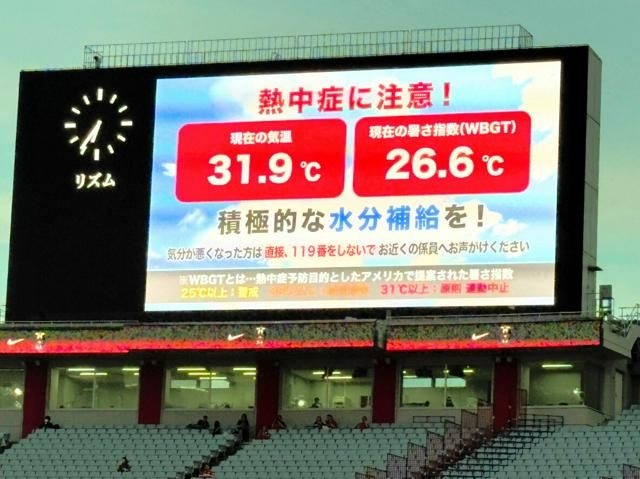 熱中症に注意！
現在の気温
31.9℃
現在の暑さ指数(WBGT)
26.6℃
リズム
積極的な水分補給を！
気分が悪くなった方は 直接、119番をしないで お近くの係員へお声がけください
※WBGTとは…熱中症予防目的としたアメリカで提案された暑さ指数
25℃以上：警戒 31℃以上：原則 運動中止